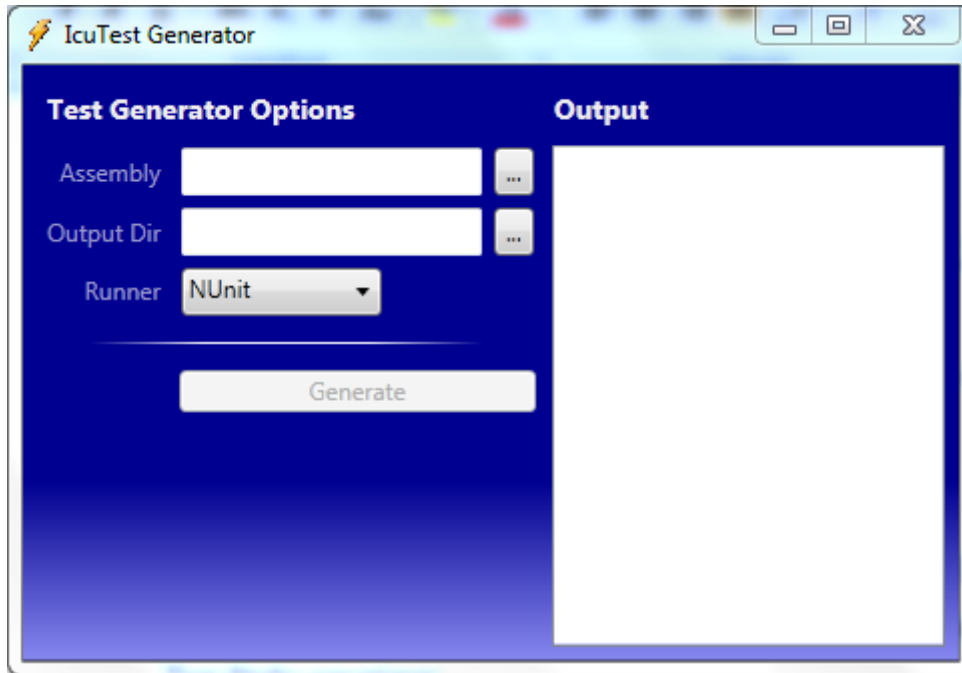 IcuTest Generator
Test Generator Options
Assembly
...
Output Dir
...
Runner
NUnit
Generate
Output